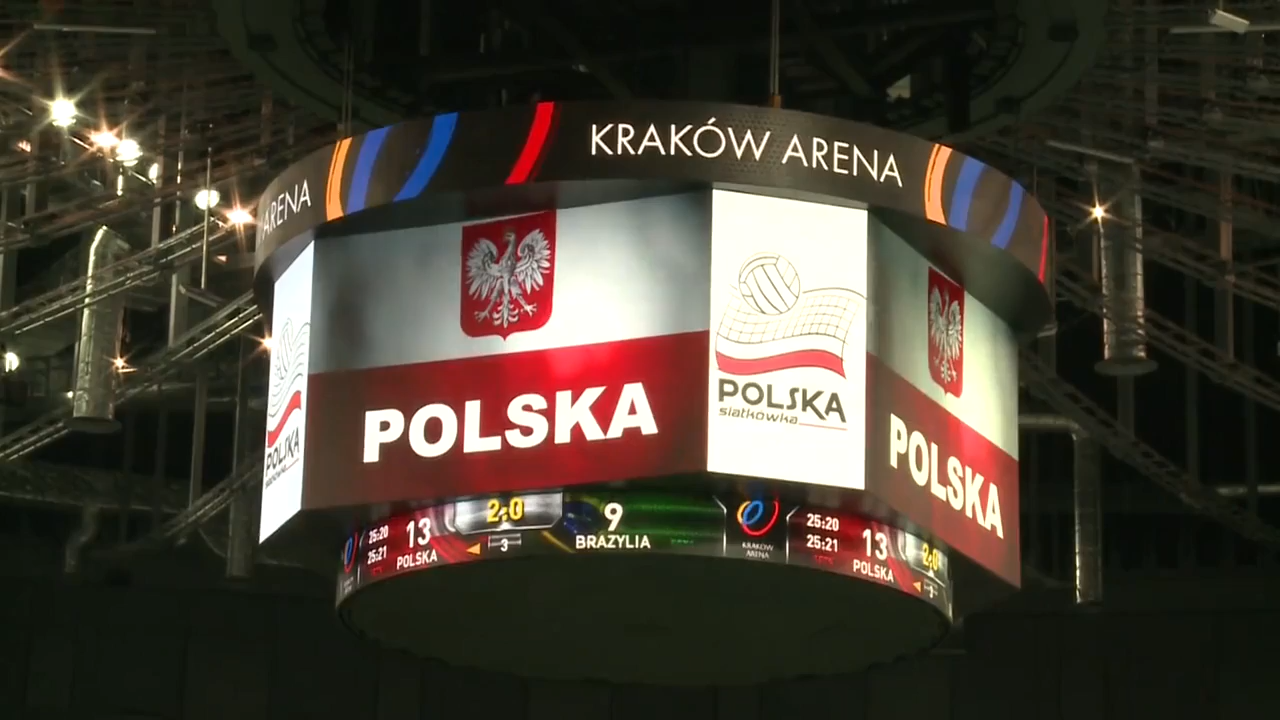 KRAKÓW ARENA
ARENA
POLSKA
POLSKA
siatkówka
POLSKA
POLSKA
25:20
25:21
13
POLSKA
2:0
3
9
BRAZYLIA
KRAKÓW
ARENA
25:20
25:21
13
POLSKA
2:0
3